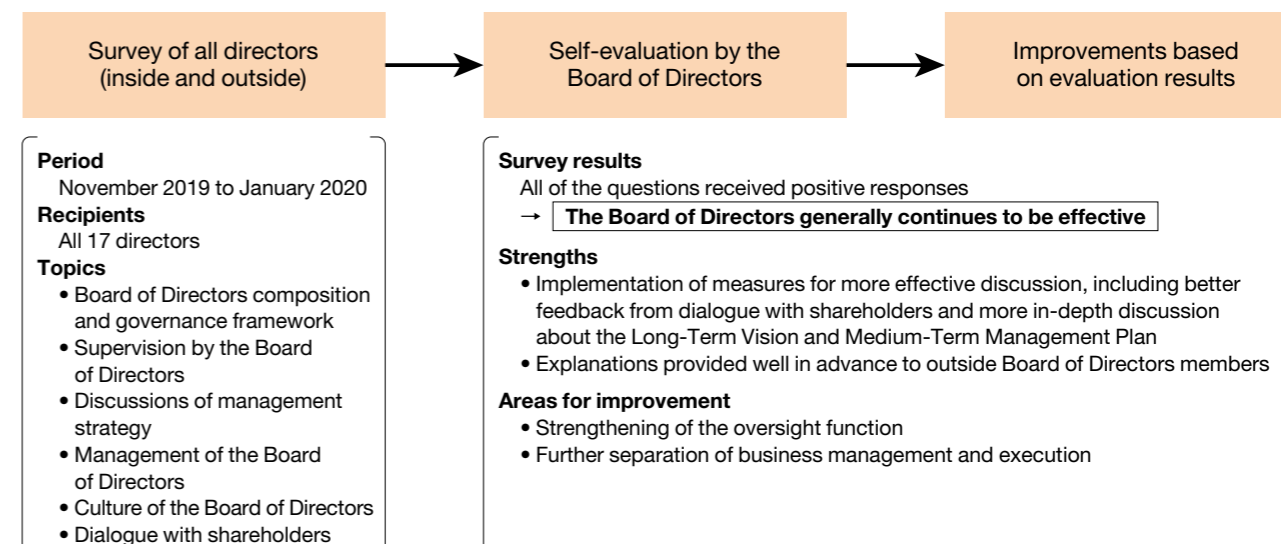 Survey of all directors
(inside and outside)
Self-evaluation by the
Board of Directors
Improvements based
on evaluation results
Period
November 2019 to January 2020
Recipients
All 17 directors
Topics
• Board of Directors composition
and governance framework
• Supervision by the Board
of Directors
• Discussions of management
strategy
• Management of the Board
of Directors
• Culture of the Board of Directors
• Dialogue with shareholders
Survey results
All of the questions received positive responses
→ The Board of Directors generally continues to be effective
Strengths
• Implementation of measures for more effective discussion, including better
feedback from dialogue with shareholders and more in-depth discussion
about the Long-Term Vision and Medium-Term Management Plan
• Explanations provided well in advance to outside Board of Directors members
Areas for improvement
• Strengthening of the oversight function
• Further separation of business management and execution